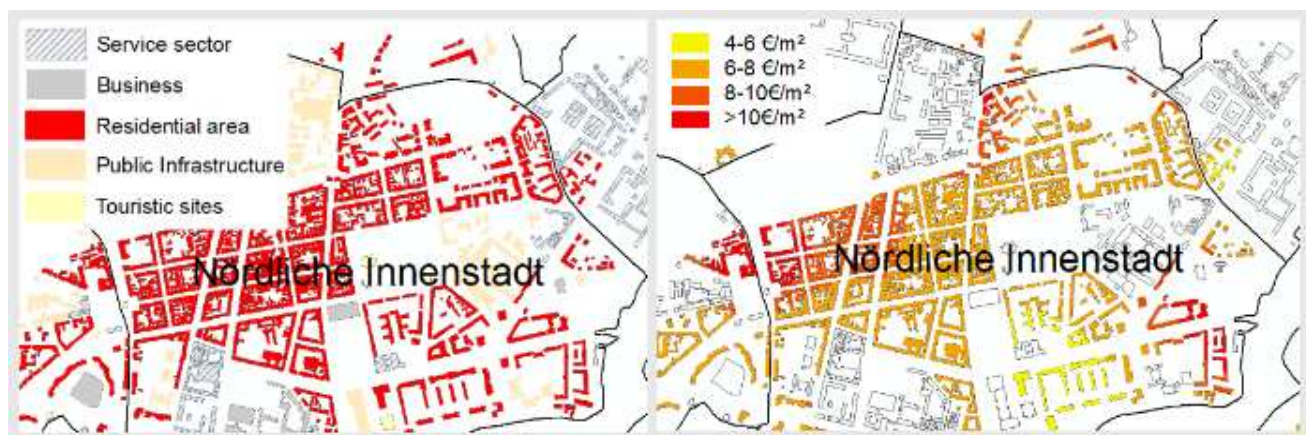 Service sector
Business
Residential area
Public Infrastructure
Touristic sites
Nördliche Innenstadt
4-6 €/m²
6-8 €/m²
8-10€/m²
>10€/m²
Nördliche Innenstadt